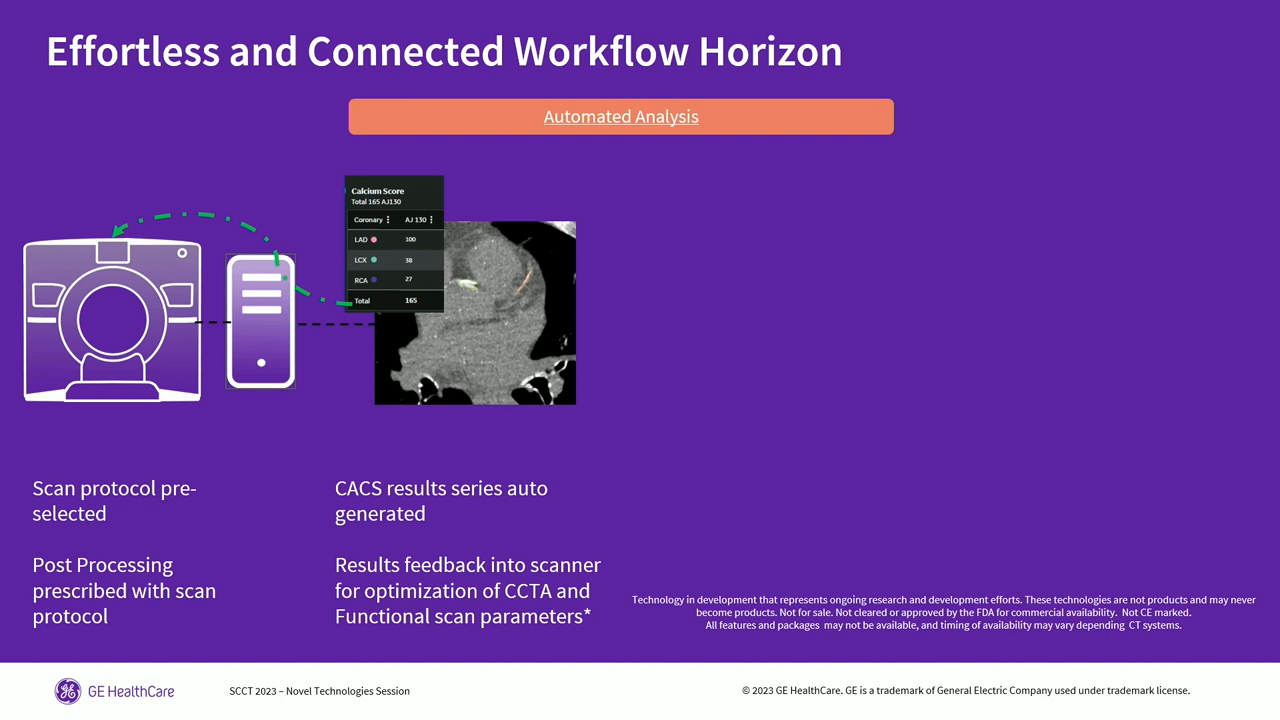 Effortless and Connected Workflow Horizon
Automated Analysis
Calcium Score
Total 165 AJ130
Coronary AJ 130
LAD 100
LCX 38
RCA 27
Total 165
Scan protocol pre-
selected
Post Processing
prescribed with scan
protocol
CACS results series auto
generated
Results feedback into scanner
for optimization of CCTA and
Functional scan parameters*
Technology in development that represents ongoing research and development efforts. These technologies are not products and may never
become products. Not for sale. Not cleared or approved by the FDA for commercial availability. Not CE marked.
All features and packages may not be available, and timing of availability may vary depending CT systems.
GE HealthCare
SCCT 2023 – Novel Technologies Session
© 2023 GE HealthCare. GE is a trademark of General Electric Company used under trademark license.